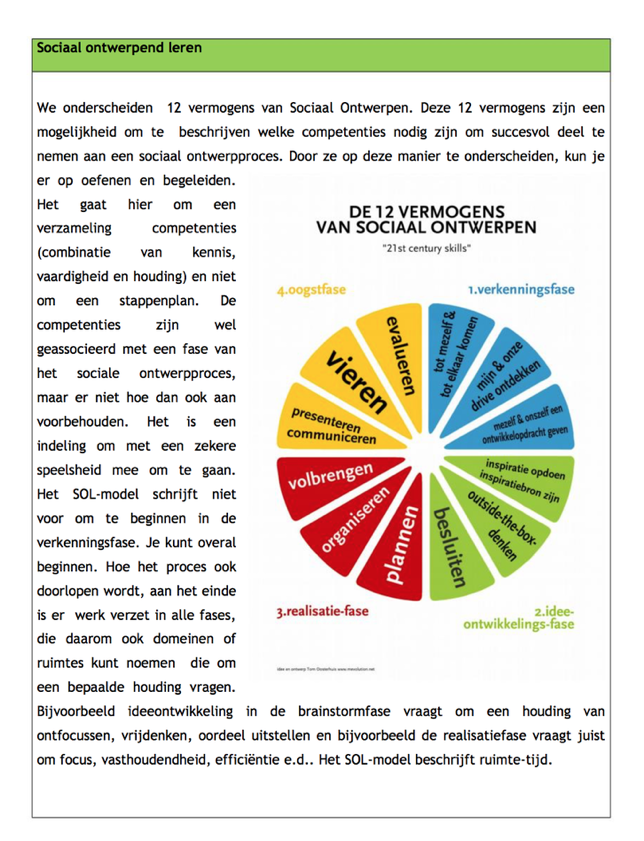 Sociaal ontwerpend leren
We onderscheiden 12 vermogens van Sociaal Ontwerpen. Deze 12 vermogens zijn een
mogelijkheid om te beschrijven welke competenties nodig zijn om succesvol deel te
nemen aan een sociaal ontwerpproces. Door ze op deze manier te onderscheiden, kun je
er op oefenen en begeleiden.
Het gaat hier om een
verzameling competenties
(combinatie van kennis,
vaardigheid en houding) en niet
om een stappenplan. De
competenties zijn wel
geassocieerd met een fase van
het sociale ontwerpproces,
maar er niet hoe dan ook aan
voorbehouden. Het is een
indeling om met een zekere
speelsheid mee om te gaan.
Het SOL-model schrijft niet
voor om te beginnen in de
verkenningsfase. Je kunt overal
beginnen. Hoe het proces ook
doorlopen wordt, aan het einde
is er werk verzet in alle fases,
die daarom ook domeinen of
ruimtes kunt noemen die om
een bepaalde houding vragen.
Bijvoorbeeld ideeontwikkeling in de brainstormfase vraagt om een houding van
ontfocussen, vrijdenken, oordeel uitstellen en bijvoorbeeld de realisatiefase vraagt juist
om focus, vasthoudendheid, efficiëntie e.d.. Het SOL-model beschrijft ruimte-tijd.
DE 12 VERMOGENS
VAN SOCIAAL ONTWERPEN
"21st century skills"
4.oogstfase
1.verkenningsfase
tot mezelf &
tot elkaar komen
mijn & onze
drive ontdekken
mezelf & onszelf een
ontwikkelopdracht geven
inspiratie opdoen
inspiratiebron zijn
outside-the-box-
denken
besluiten
plannen
organiseren
volbrengen
presenteren
communiceren
vieren
evalueren
3.realisatie-fase
2.idee-
ontwikkelings-fase
idee en ontwerp Tom Oosterhuis www.imevolution.net